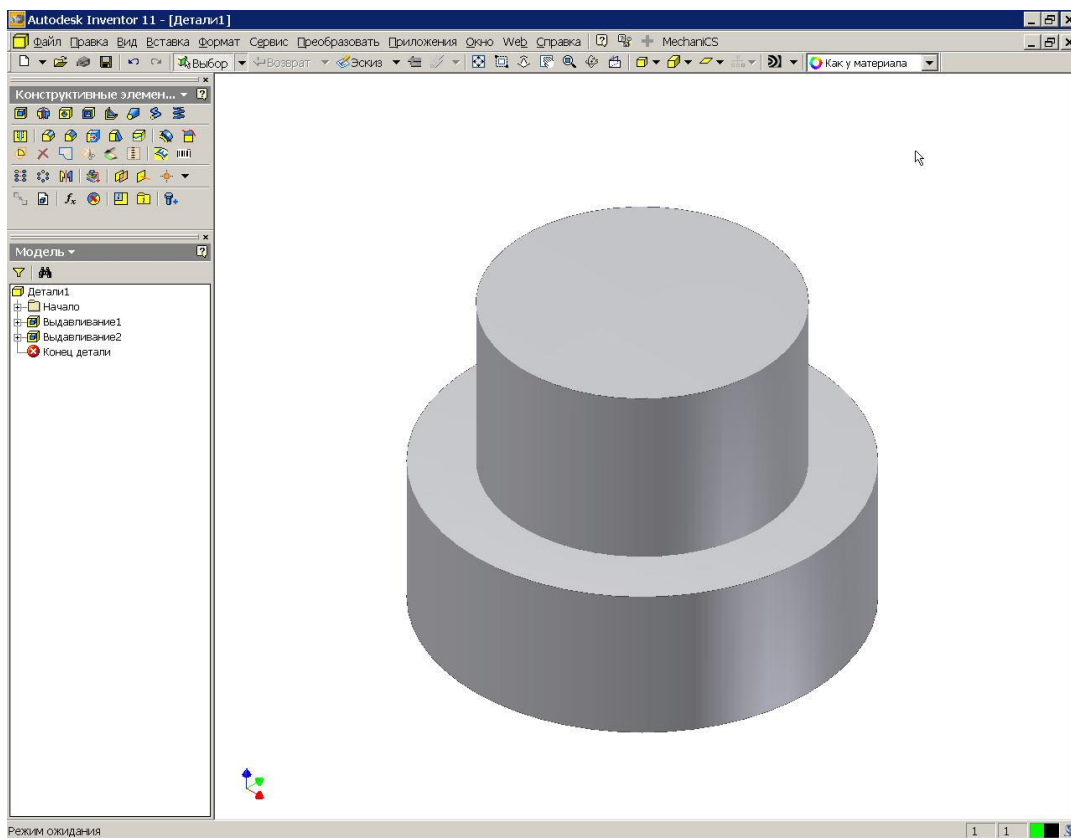 Autodesk Inventor 11 - [Детали1]
Файл Правка Вид Вставка Формат Сервис Преобразовать Приложения Окно Web Справка MechaniCS
Выбор Возврат Эскиз Как у материала
Конструктивные элемен...
fx
Модель
Детали1
Начало
Выдавливание1
Выдавливание2
Конец детали
Режим ожидания 1 1